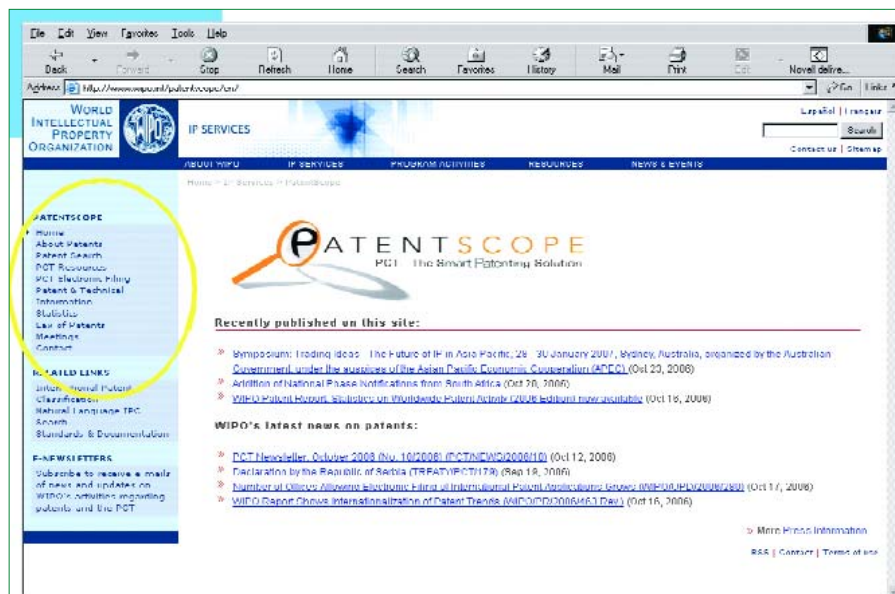 File Edit View Favorites Tools Help
Back Forward Stop Refresh Home Search Favorites History Mail Print Edit Novell delive...
Address http://www.wipo.int/patentscope/en/ Go Links
WORLD
INTELLECTUAL
PROPERTY
ORGANIZATION
WIPO
IP SERVICES
Español | Français
Search
Contact us | Sitemap
ABOUT WIPO IP SERVICES PROGRAM ACTIVITIES RESOURCES NEWS & EVENTS
Home > IP Services > PatentScope
PATENTSCOPE
Home
About Patents
Patent Search
PCT Resources
PCT Electronic Filing
Patent & Technical
Information
Statistics
Law of Patents
Meetings
Contact
RELATED LINKS
International Patent
Classification
Natural Language IPC
Search
Standards & Documentation
E-NEWSLETTERS
Subscribe to receive e-mails
of news and updates on
WIPO's activities regarding
patents and the PCT
PATENTSCOPE
PCT - The Smart Patenting Solution
Recently published on this site:
» Symposium: Trading Ideas - The Future of IP in Asia Pacific, 28 - 30 January 2007, Sydney, Australia, organized by the Australian
Government, under the auspices of the Asian Pacific Economic Cooperation (APEC) (Oct 23, 2006)
» Addition of National Phase Notifications from South Africa (Oct 20, 2006)
» WIPO Patent Report: Statistics on Worldwide Patent Activity (2006 Edition) now available (Oct 16, 2006)
WIPO's latest news on patents:
» PCT Newsletter, October 2006 (No. 10/2006) (PCT/NEWS/2006/10) (Oct 12, 2006)
» Declaration by the Republic of Serbia (TREATY/PCT/179) (Sep 19, 2006)
» Number of Offices Allowing Electronic Filing of International Patent Applications Grows (WIPO/UPD/2006/280) (Oct 17, 2006)
» WIPO Report Shows Internationalization of Patent Trends (WIPO/PR/2006/463 Rev.) (Oct 16, 2006)
» More Press Information
RSS | Contact | Terms of use